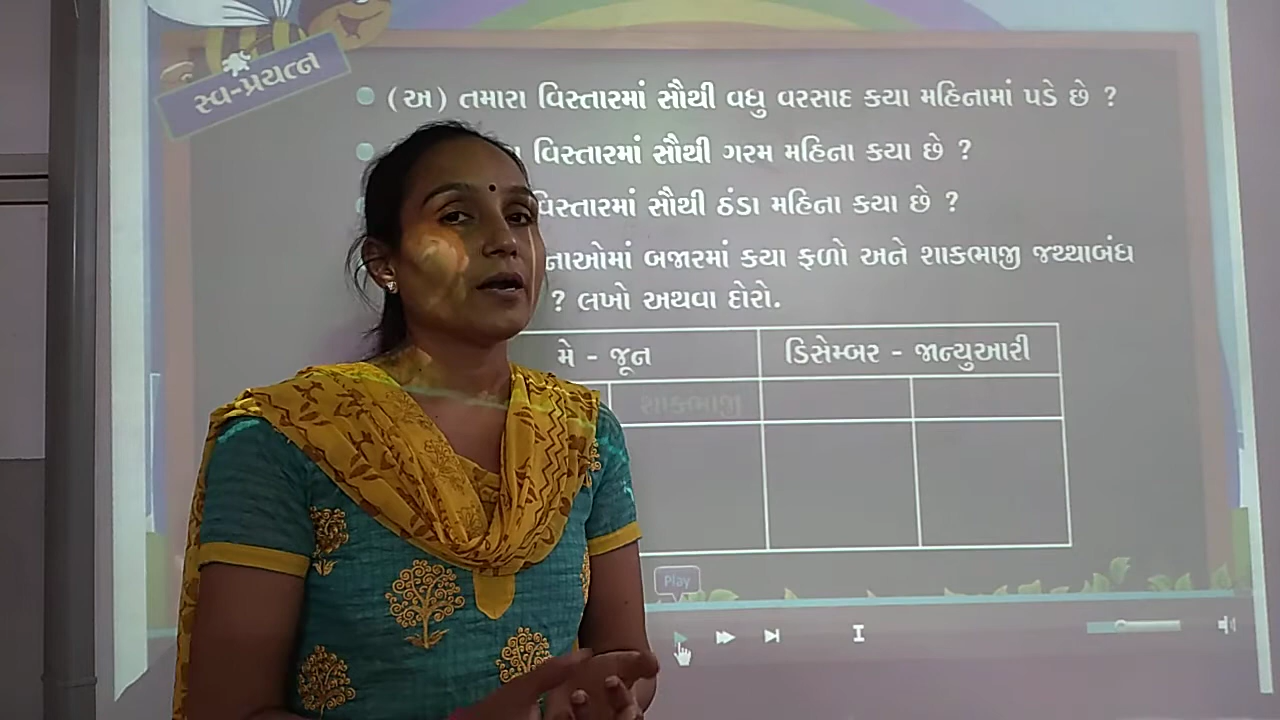 સ્વ-પ્રયત્ન
(અ) તમારા વિસ્તારમાં સૌથી વધુ વરસાદ કયા મહિનામાં પડે છે ?
વિસ્તારમાં સૌથી ગરમ મહિના કયા છે ?
વિસ્તારમાં સૌથી ઠંડા મહિના કયા છે ?
બજારમાં કયા ફળો અને શાકભાજી જથ્થાબંધ
? લખો અથવા દોરો.
મે - જૂન ડિસેમ્બર - જાન્યુઆરી
શાકભાજી
Play